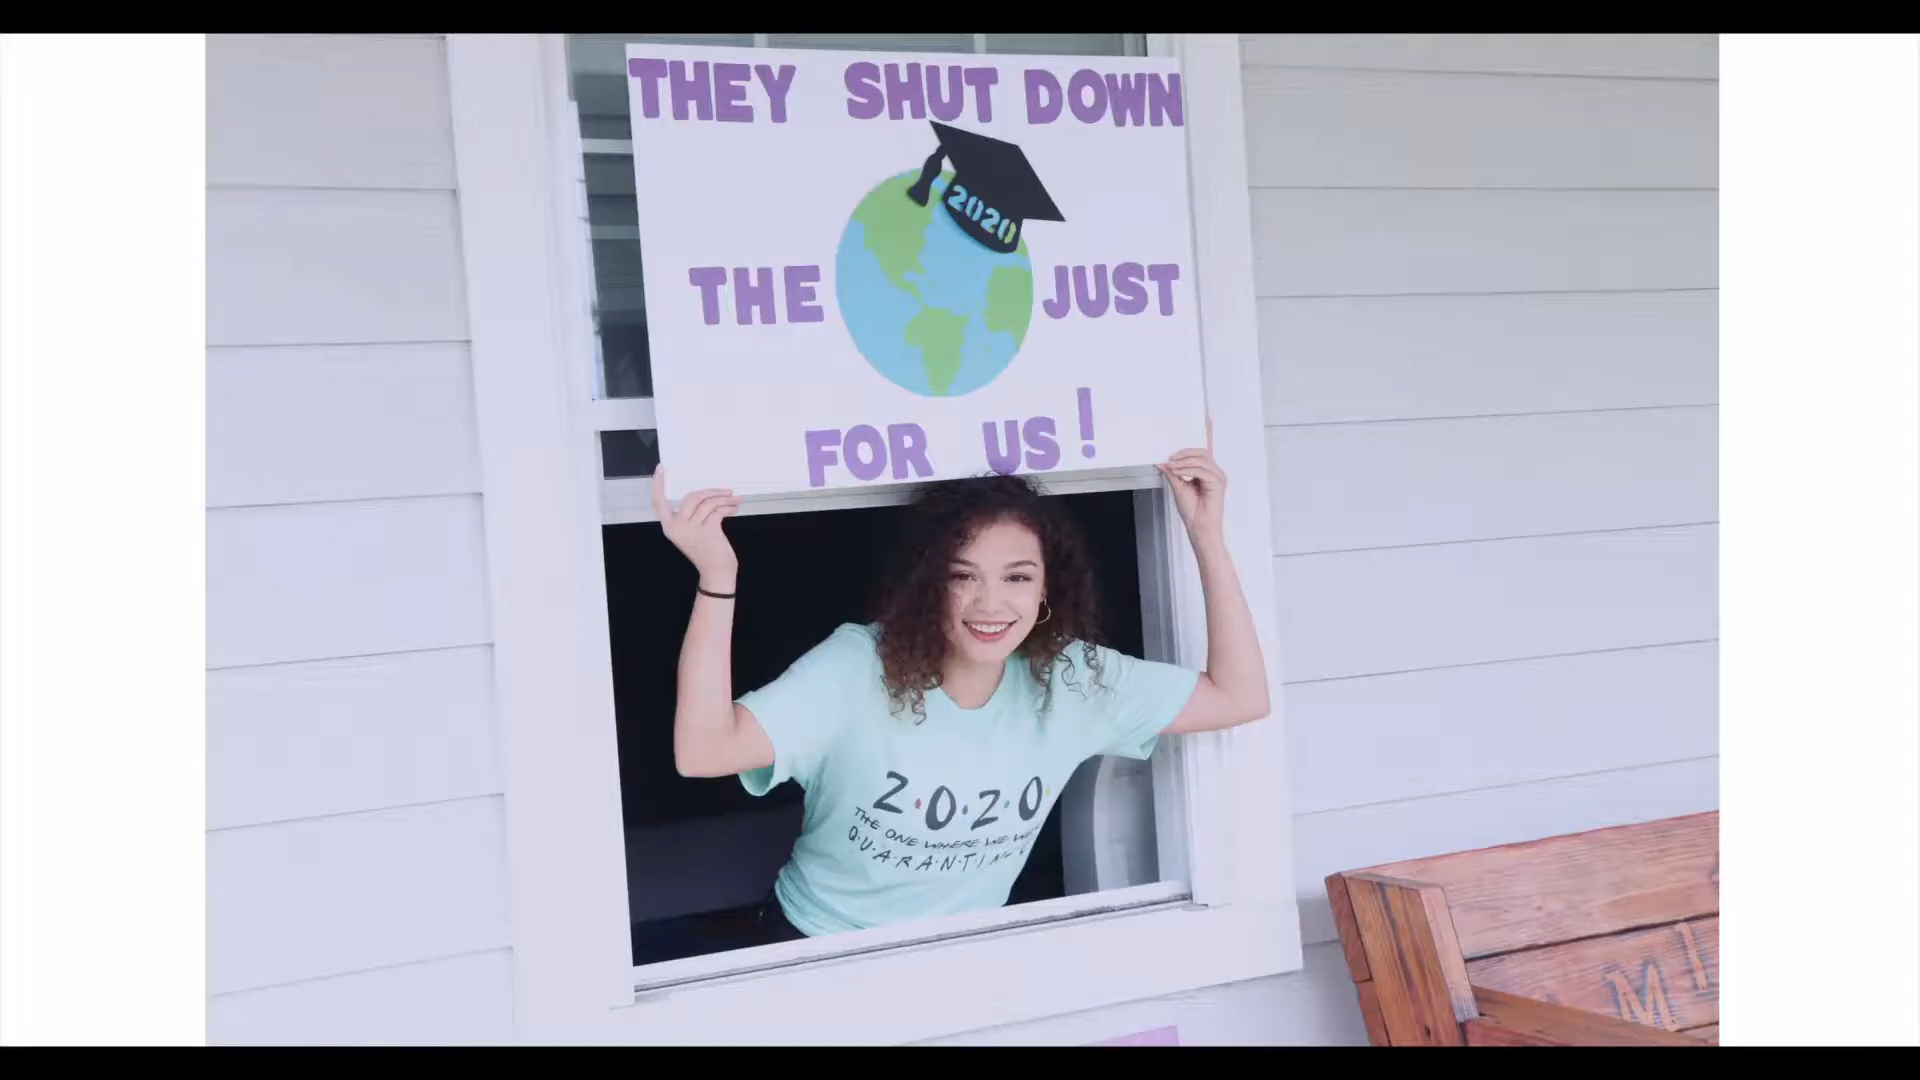 THEY SHUT DOWN
2020
THE JUST
FOR US!
2.0.2.0
THE ONE WHERE WE